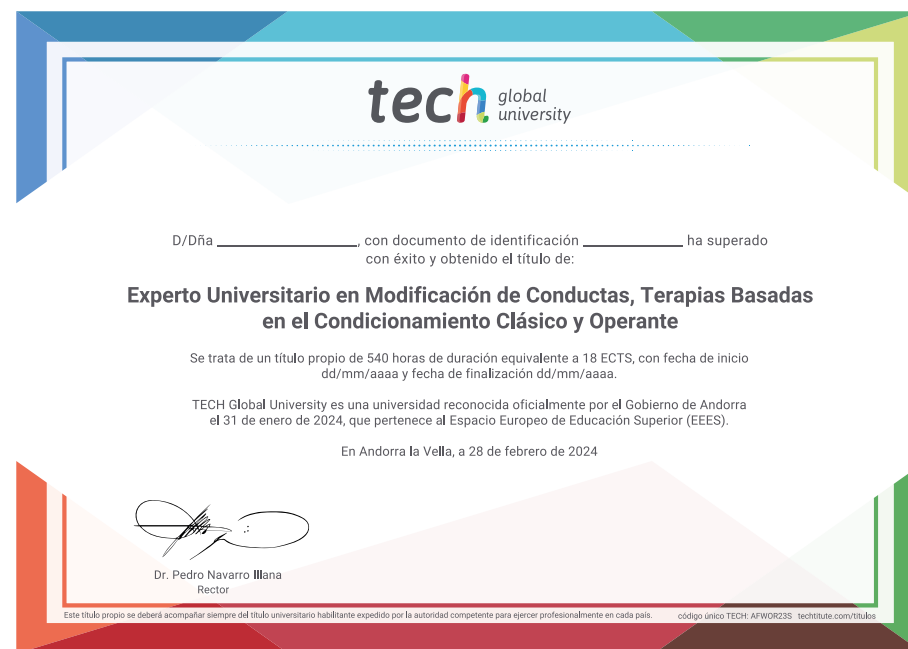 tech global university
D/Dña ____________________, con documento de identificación ______________ ha superado
con éxito y obtenido el título de:
Experto Universitario en Modificación de Conductas, Terapias Basadas
en el Condicionamiento Clásico y Operante
Se trata de un título propio de 540 horas de duración equivalente a 18 ECTS, con fecha de inicio
dd/mm/aaaa y fecha de finalización dd/mm/aaaa.
TECH Global University es una universidad reconocida oficialmente por el Gobierno de Andorra
el 31 de enero de 2024, que pertenece al Espacio Europeo de Educación Superior (EEES).
En Andorra la Vella, a 28 de febrero de 2024
Dr. Pedro Navarro Illana
Rector
Este título propio se deberá acompañar siempre del título universitario habilitante expedido por la autoridad competente para ejercer profesionalmente en cada país. código único TECH: AFWOR23S techtitute.com/titulos